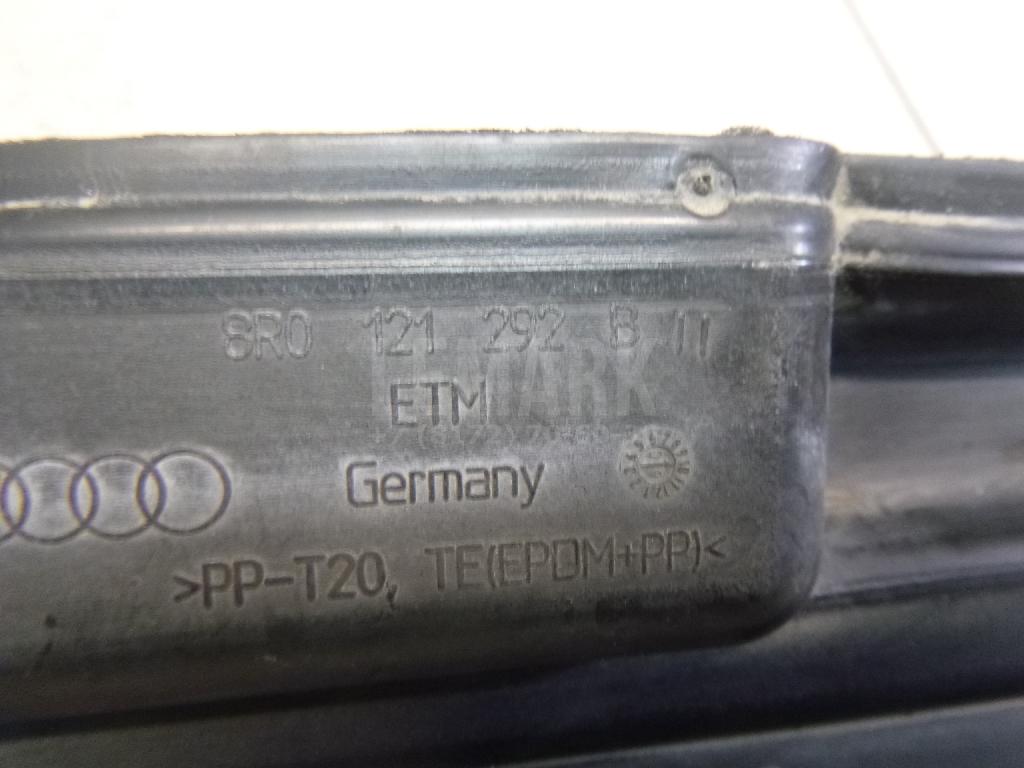 8R0 121 292 B
ETM
Germany
>PP-T20, TE(EPDM+PP)<